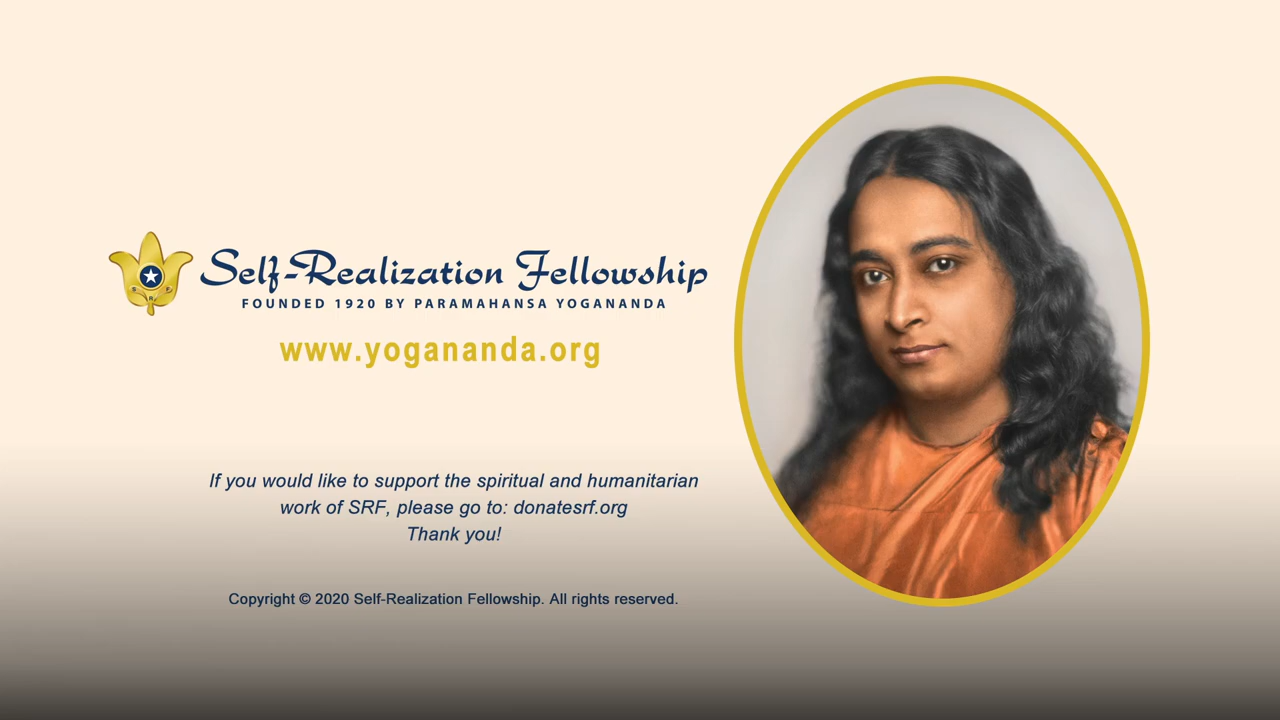 Self-Realization Fellowship
FOUNDED 1920 BY PARAMAHANSA YOGANANDA
www.yogananda.org
If you would like to support the spiritual and humanitarian
work of SRF, please go to: donatesrf.org
Thank you!
Copyright © 2020 Self-Realization Fellowship. All rights reserved.